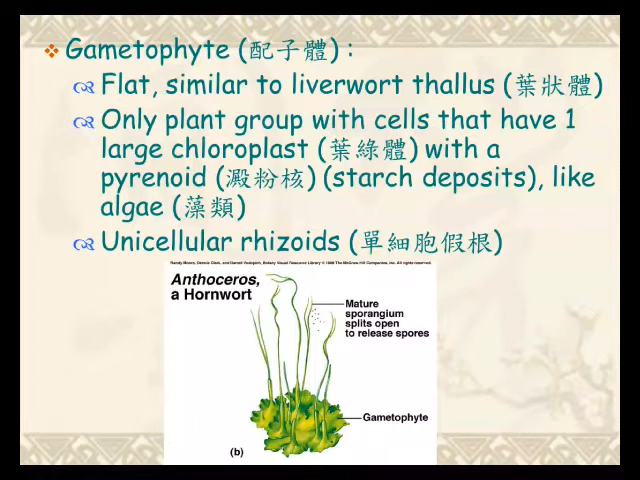 Gametophyte (配子體) :
Flat, similar to liverwort thallus (葉狀體)
Only plant group with cells that have 1
large chloroplast (葉綠體) with a
pyrenoid (澱粉核) (starch deposits), like
algae (藻類)
Unicellular rhizoids (單細胞假根)
Randy Moore, Dennis Clark, and Darrell Vodopich, Botany Visual Resource Library © 1998 The McGraw-Hill Companies, Inc. All rights reserved.
Anthoceros,
a Hornwort
Mature
sporangium
splits open
to release spores
Gametophyte
(b)